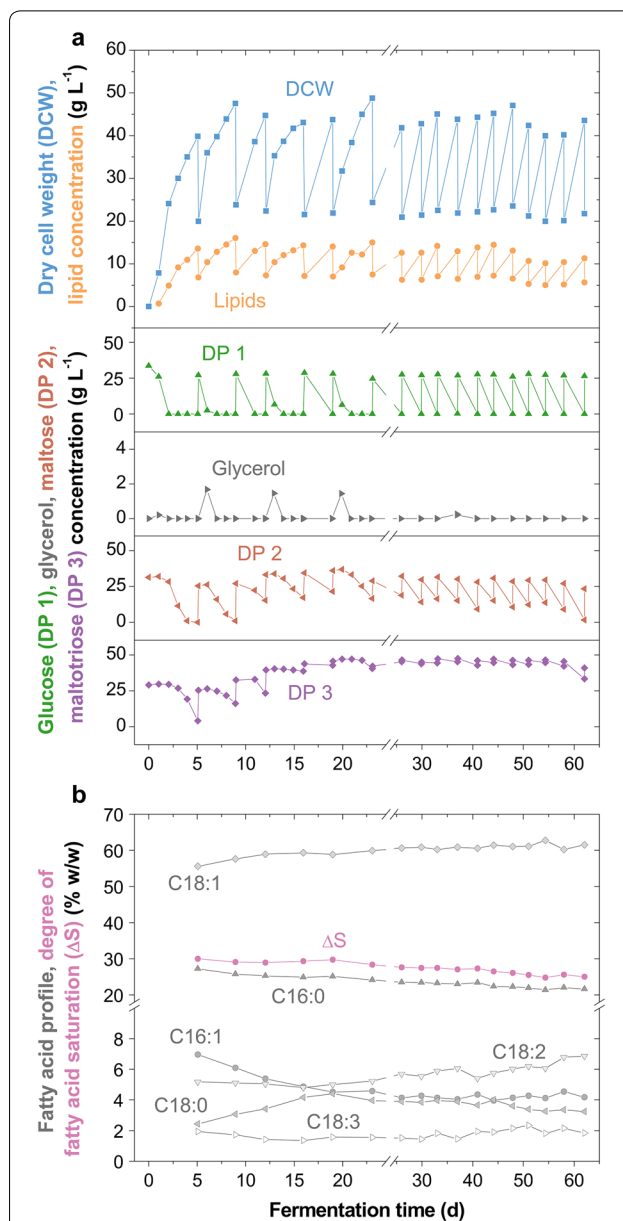 a
60
50
40
30
20
10
0
Dry cell weight (DCW),
lipid concentration (g L-1)
DCW
Lipids
50
25
0
DP 1
4
2
0
Glycerol
50
25
0
DP 2
50
25
0
DP 3
Glucose (DP 1), glycerol, maltose (DP 2),
maltotriose (DP 3) concentration (g L-1)
0 5 10 15 20 30 40 50 60
b
70
60
50
40
30
20
8
6
4
2
0
Fatty acid profile, degree of
fatty acid saturation (ΔS) (% w/w)
C18:1
ΔS
C16:0
C16:1
C18:2
C18:0
C18:3
0 5 10 15 20 30 40 50 60
Fermentation time (d)